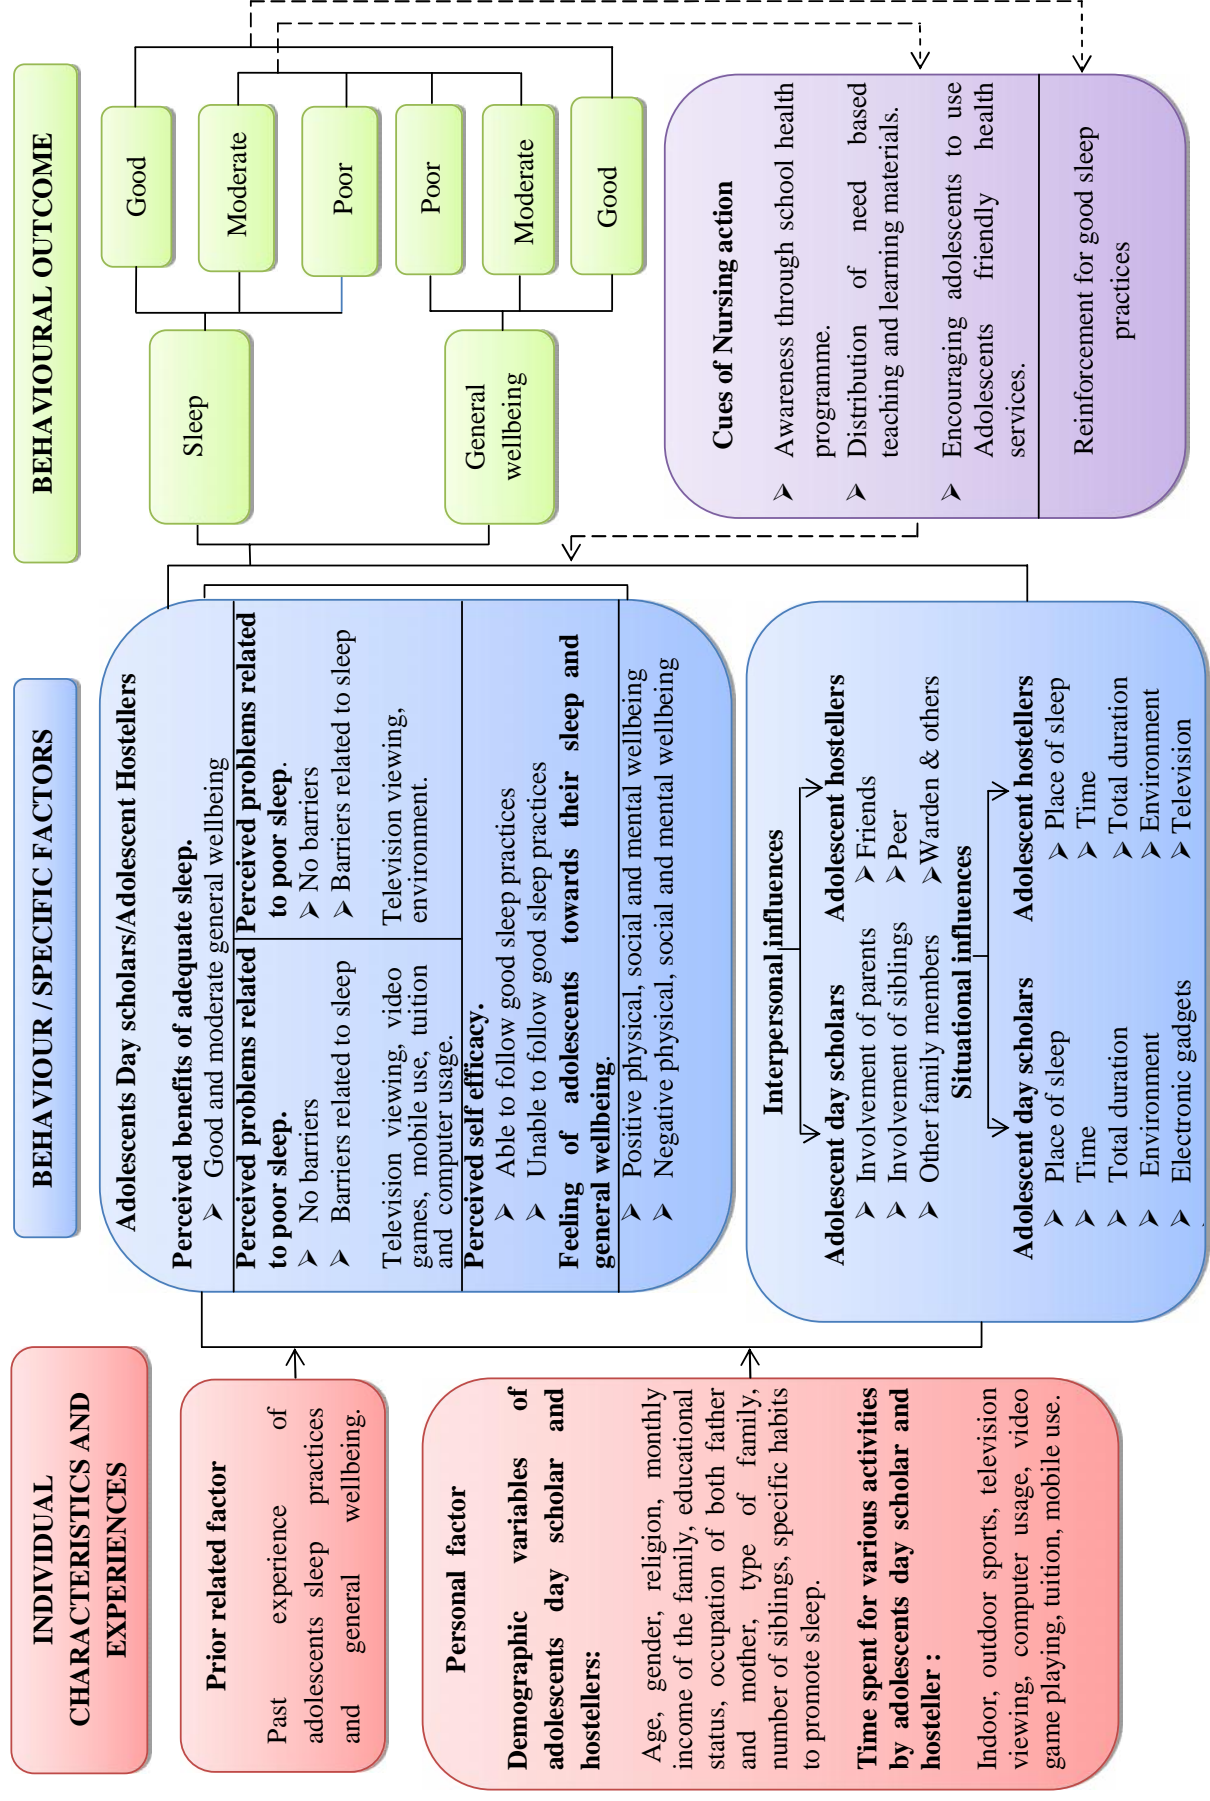 INDIVIDUAL
CHARACTERISTICS AND
EXPERIENCES
Prior related factor
Past experience of
adolescents sleep practices
and general wellbeing.
Personal factor
Demographic variables of
adolescents day scholar and
hostellers:
Age, gender, religion, monthly
income of the family, educational
status, occupation of both father
and mother, type of family,
number of siblings, specific habits
to promote sleep.
Time spent for various activities
by adolescents day scholar and
hosteller :
Indoor, outdoor sports, television
viewing, computer usage, video
game playing, tuition, mobile use.
BEHAVIOUR / SPECIFIC FACTORS
Adolescents Day scholars/Adolescent Hostellers
Perceived benefits of adequate sleep.
➢ Good and moderate general wellbeing
Perceived problems related
to poor sleep.
➢ No barriers
➢ Barriers related to sleep
Television viewing, video
games, mobile use, tuition
and computer usage.
Perceived problems related
to poor sleep.
➢ No barriers
➢ Barriers related to sleep
Television viewing,
environment.
Perceived self efficacy.
➢ Able to follow good sleep practices
➢ Unable to follow good sleep practices
Feeling of adolescents towards their sleep and
general wellbeing.
➢ Positive physical, social and mental wellbeing
➢ Negative physical, social and mental wellbeing
Interpersonal influences
Adolescent day scholars
➢ Involvement of parents
➢ Involvement of siblings
➢ Other family members
Adolescent hostellers
➢ Friends
➢ Peer
➢ Warden & others
Situational influences
Adolescent day scholars
➢ Place of sleep
➢ Time
➢ Total duration
➢ Environment
➢ Electronic gadgets
Adolescent hostellers
➢ Place of sleep
➢ Time
➢ Total duration
➢ Environment
➢ Television
BEHAVIOURAL OUTCOME
Sleep
Good
Moderate
Poor
General
wellbeing
Poor
Moderate
Good
Cues of Nursing action
➢ Awareness through school health
programme.
➢ Distribution of need based
teaching and learning materials.
➢ Encouraging adolescents to use
Adolescents friendly health
services.
Reinforcement for good sleep
practices